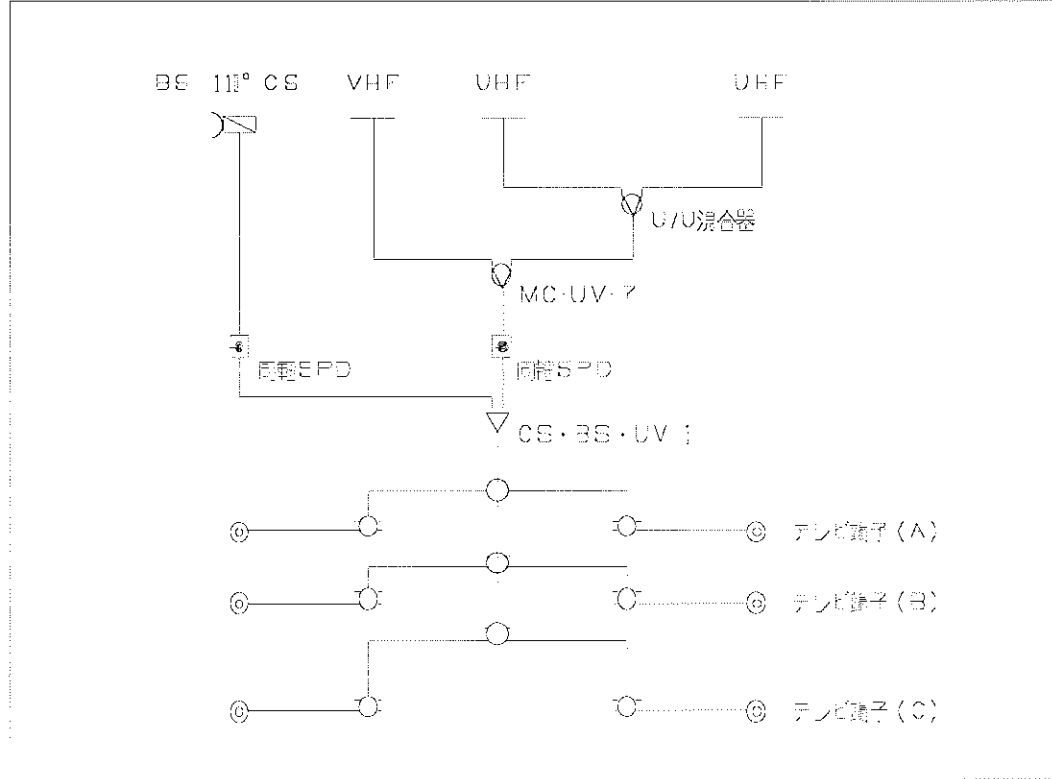 BS 110° CS
VHF
UHF
UHF
U/U混合器
MC・UV・7
同軸SPD
同軸SPD
CS・BS・UV・1
テレビ端子(A)
テレビ端子(B)
テレビ端子(C)